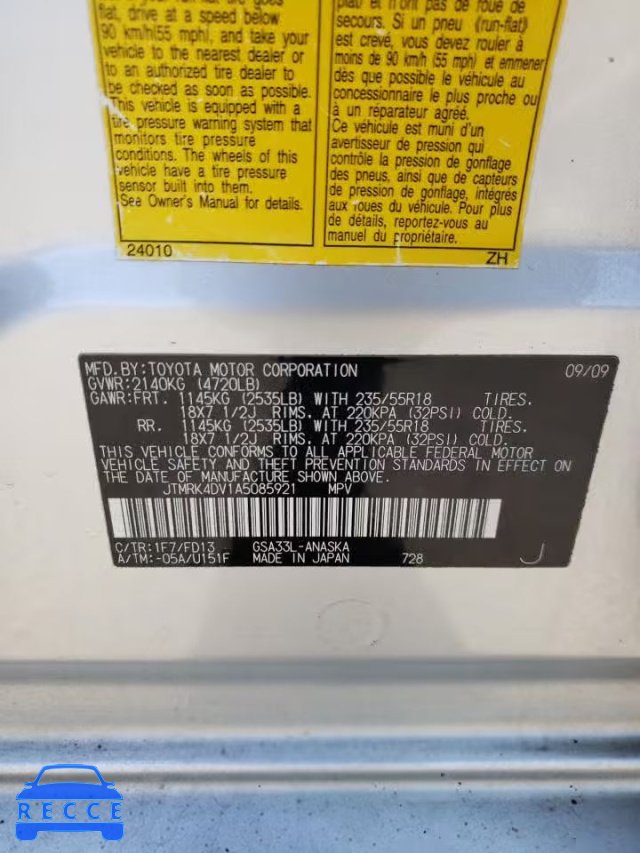 flat, drive at a speed below
90 km/h(55 mph), and take your
vehicle to the nearest dealer or
to an authorized tire dealer to
be checked as soon as possible.
This vehicle is equipped with a
tire pressure warning system that
monitors tire pressure
conditions. The wheels of this
vehicle have a tire pressure
sensor built into them.
See Owner's Manual for details.
24010
plat) et n'ont pas de roue de
secours. Si un pneu (run-flat)
est crevé, vous devez rouler à
moins de 90 km/h (55 mph) et emmener
dès que possible le véhicule au
concessionnaire le plus proche ou
à un réparateur agréé.
Ce véhicule est muni d'un
avertisseur de pression qui
contrôle la pression de gonflage
des pneus, ainsi que de capteurs
de pression de gonflage, intégrés
aux roues du véhicule. Pour plus
de détails, reportez-vous au
manuel du propriétaire.
ZH
MFD.BY:TOYOTA MOTOR CORPORATION 09/09
GVWR:2140KG (4720LB)
GAWR:FRT. 1145KG (2535LB) WITH 235/55R18 TIRES.
18X7 1/2J RIMS. AT 220KPA (32PSI) COLD.
RR. 1145KG (2535LB) WITH 235/55R18 TIRES.
18X7 1/2J RIMS. AT 220KPA (32PSI) COLD.
THIS VEHICLE CONFORMS TO ALL APPLICABLE FEDERAL MOTOR
VEHICLE SAFETY AND THEFT PREVENTION STANDARDS IN EFFECT ON
THE DATE OF MANUFACTURE SHOWN ABOVE.
JTMRK4DV1A5085921 MPV
C/TR:1F7/FD13 GSA33L-ANASKA
A/TM:-05A/U151F MADE IN JAPAN 728 J
RECCE